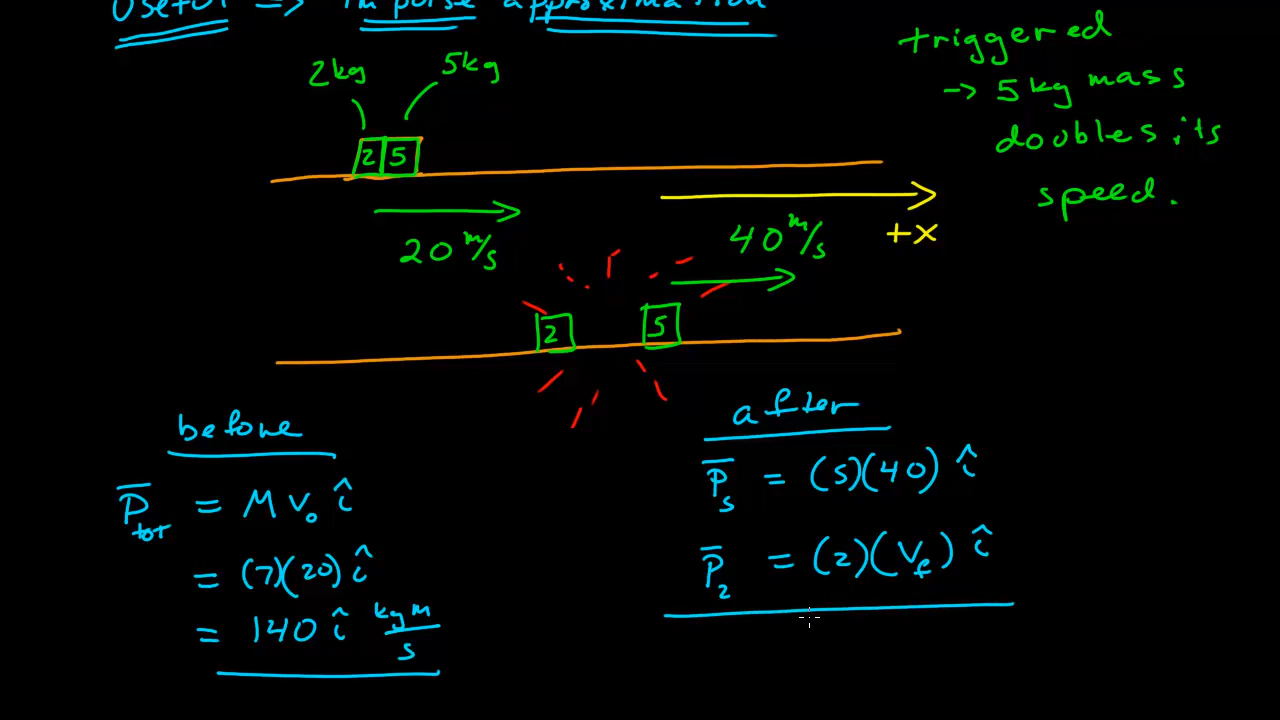 Useful => impulse approximation
triggered
-> 5kg mass
doubles its
speed.
2kg 5kg
2 5
20 m/s
40 m/s
+x
2 5
before
P̅tot = M v₀ î
= (7)(20) î
= 140 î kg m/s
after
P̅₅ = (5)(40) î
P̅₂ = (2)(Vf) î